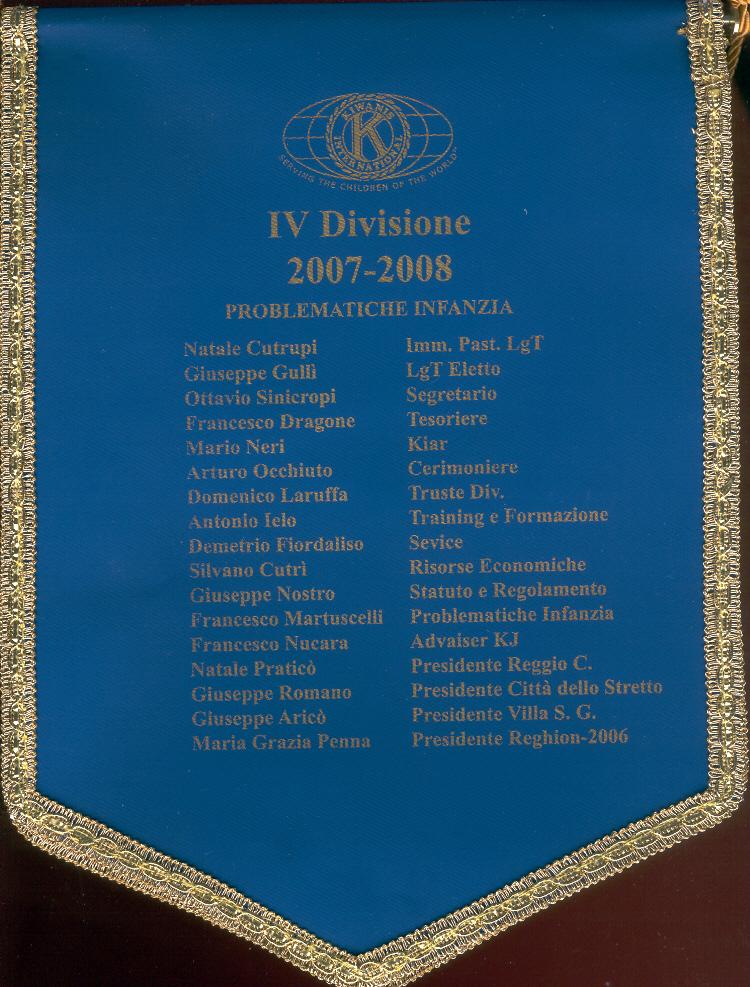 KIWANIS INTERNATIONAL
K
SERVING THE CHILDREN OF THE WORLD
IV Divisione
2007-2008
PROBLEMATICHE INFANZIA
Natale Cutrupi Imm. Past. LgT
Giuseppe Gullì LgT Eletto
Ottavio Sinicropi Segretario
Francesco Dragone Tesoriere
Mario Neri Kiar
Arturo Occhiuto Cerimoniere
Domenico Laruffa Truste Div.
Antonio Ielo Training e Formazione
Demetrio Fiordaliso Sevice
Silvano Cutrì Risorse Economiche
Giuseppe Nostro Statuto e Regolamento
Francesco Martuscelli Problematiche Infanzia
Francesco Nucara Advaiser KJ
Natale Praticò Presidente Reggio C.
Giuseppe Romano Presidente Città dello Stretto
Giuseppe Aricò Presidente Villa S. G.
Maria Grazia Penna Presidente Reghion-2006